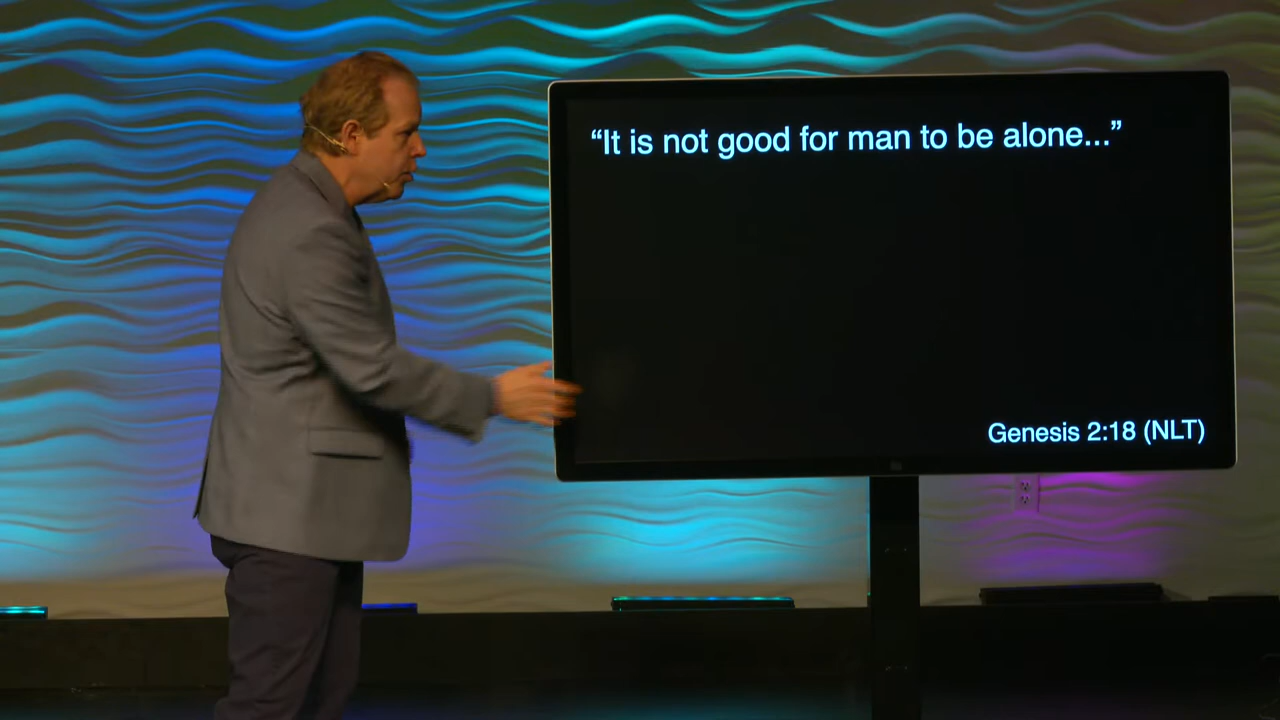 “It is not good for man to be alone...”
Genesis 2:18 (NLT)